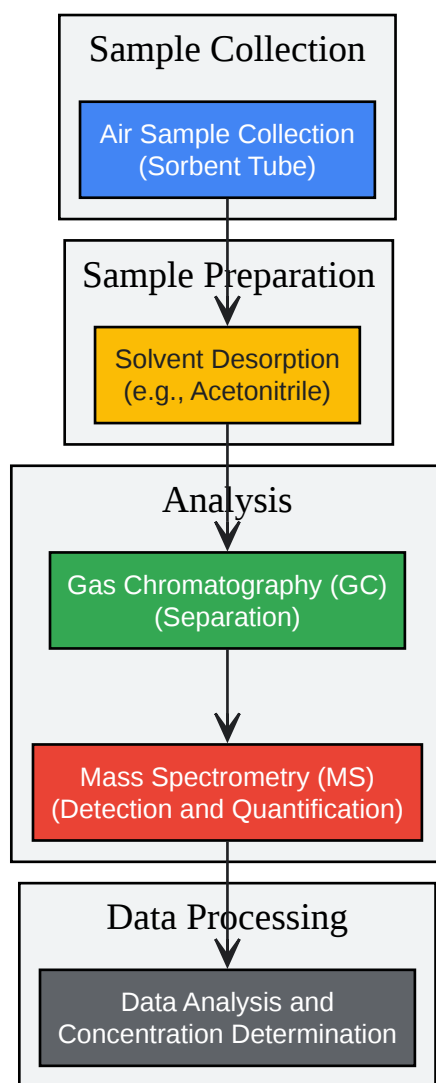 Sample Collection
Air Sample Collection
(Sorbent Tube)
Sample Preparation
Solvent Desorption
(e.g., Acetonitrile)
Analysis
Gas Chromatography (GC)
(Separation)
Mass Spectrometry (MS)
(Detection and Quantification)
Data Processing
Data Analysis and
Concentration Determination